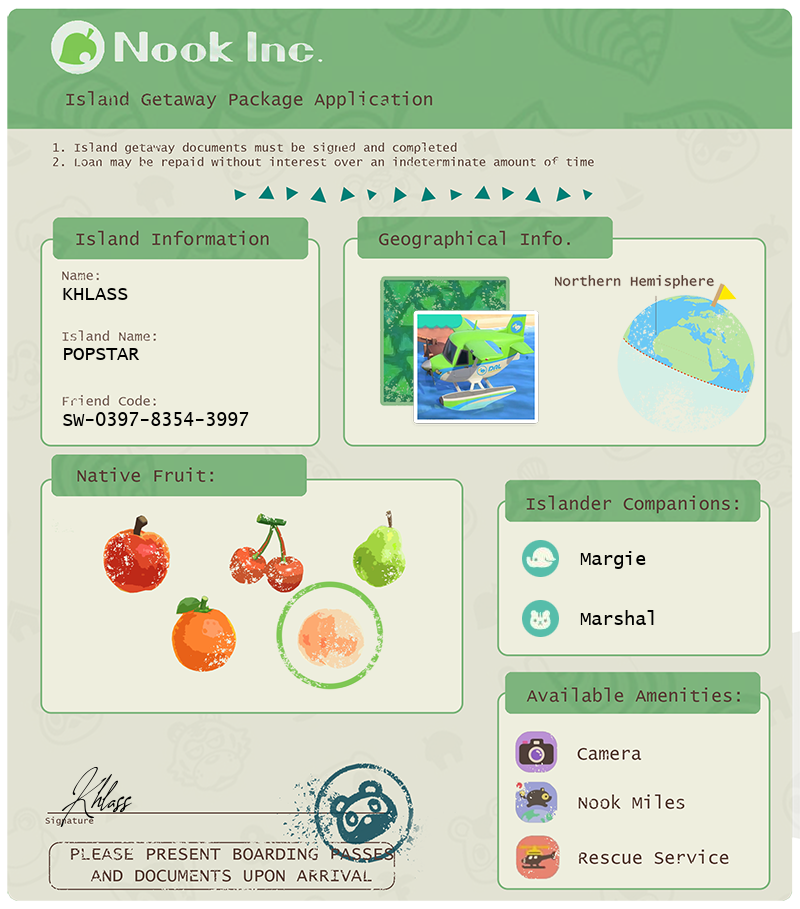 Nook Inc.
Island Getaway Package Application
1. Island getaway documents must be signed and completed
2. Loan may be repaid without interest over an indeterminate amount of time
Island Information
Name:
KHLASS
Island Name:
POPSTAR
Friend Code:
SW-0397-8354-3997
Geographical Info.
Northern Hemisphere
Native Fruit:
Islander Companions:
Margie
Marshal
Available Amenities:
Camera
Nook Miles
Rescue Service
Khlass
Signature
PLEASE PRESENT BOARDING PASSES
AND DOCUMENTS UPON ARRIVAL